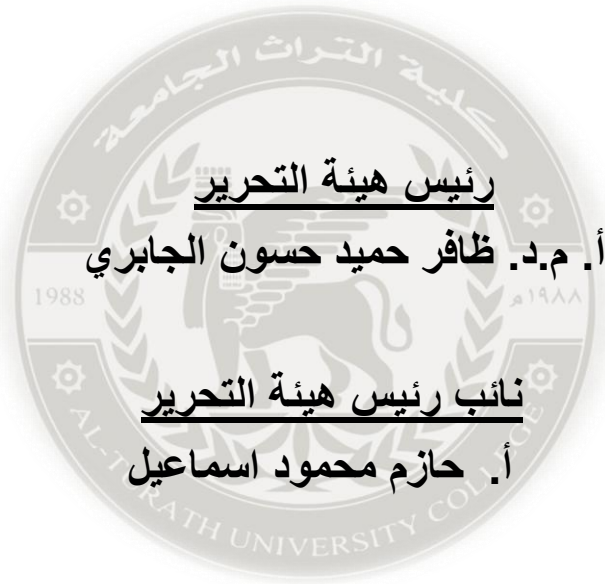 كلية التراث الجامعة
رئيس هيئة التحرير
أ. م.د. ظافر حميد حسون الجابري
1988
١٩٨٨م
نائب رئيس هيئة التحرير
أ. حازم محمود اسماعيل
AL-TURATH UNIVERSITY COLLEGE